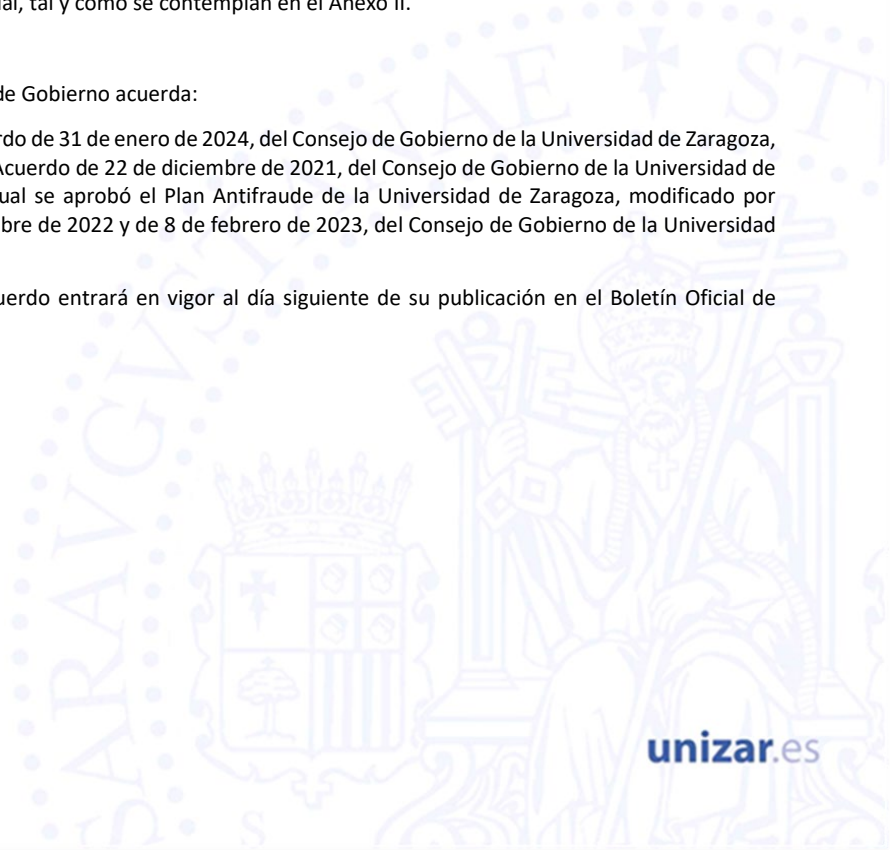 ial, tal y como se contemplan en el Anexo II.
de Gobierno acuerda:
rdo de 31 de enero de 2024, del Consejo de Gobierno de la Universidad de Zaragoza,
Acuerdo de 22 de diciembre de 2021, del Consejo de Gobierno de la Universidad de
ual se aprobó el Plan Antifraude de la Universidad de Zaragoza, modificado por
bre de 2022 y de 8 de febrero de 2023, del Consejo de Gobierno de la Universidad
uerdo entrará en vigor al día siguiente de su publicación en el Boletín Oficial de
unizar.es